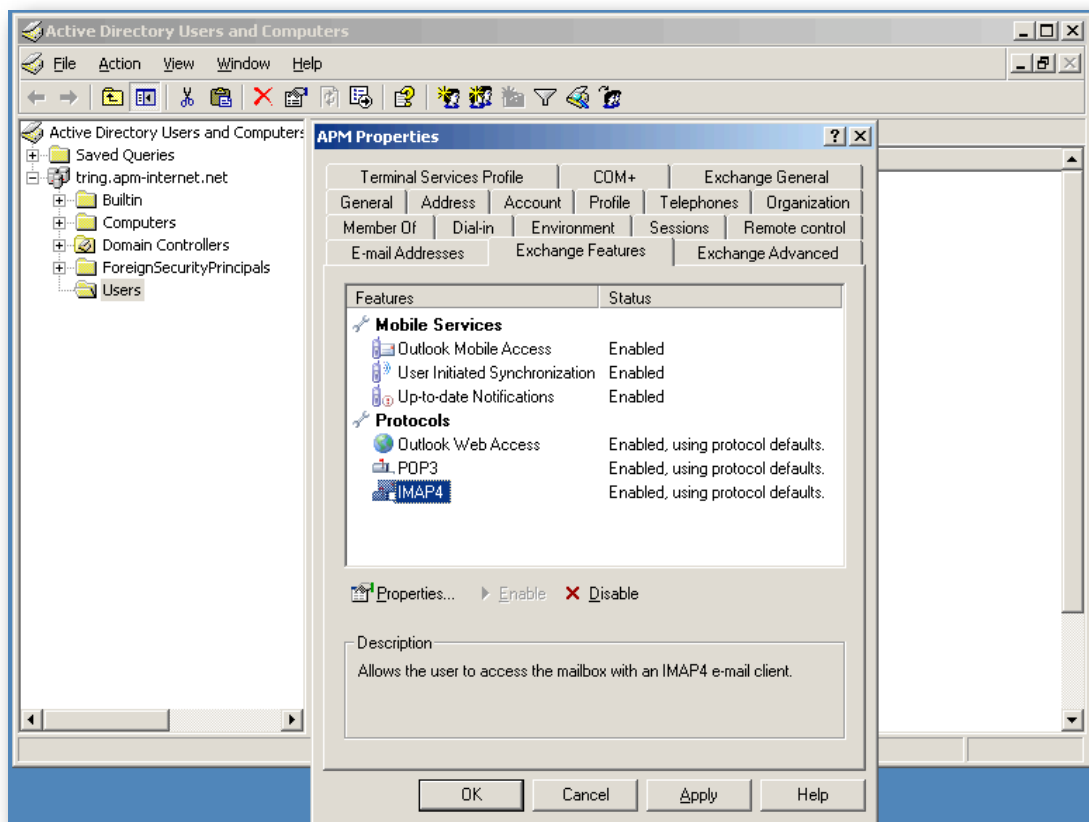 Active Directory Users and Computers
File Action View Window Help
Active Directory Users and Computers
Saved Queries
tring.apm-internet.net
Builtin
Computers
Domain Controllers
ForeignSecurityPrincipals
Users
APM Properties
Terminal Services Profile COM+ Exchange General
General Address Account Profile Telephones Organization
Member Of Dial-in Environment Sessions Remote control
E-mail Addresses Exchange Features Exchange Advanced
Features Status
Mobile Services
Outlook Mobile Access Enabled
User Initiated Synchronization Enabled
Up-to-date Notifications Enabled
Protocols
Outlook Web Access Enabled, using protocol defaults.
POP3 Enabled, using protocol defaults.
IMAP4 Enabled, using protocol defaults.
Properties... Enable Disable
Description
Allows the user to access the mailbox with an IMAP4 e-mail client.
OK Cancel Apply Help